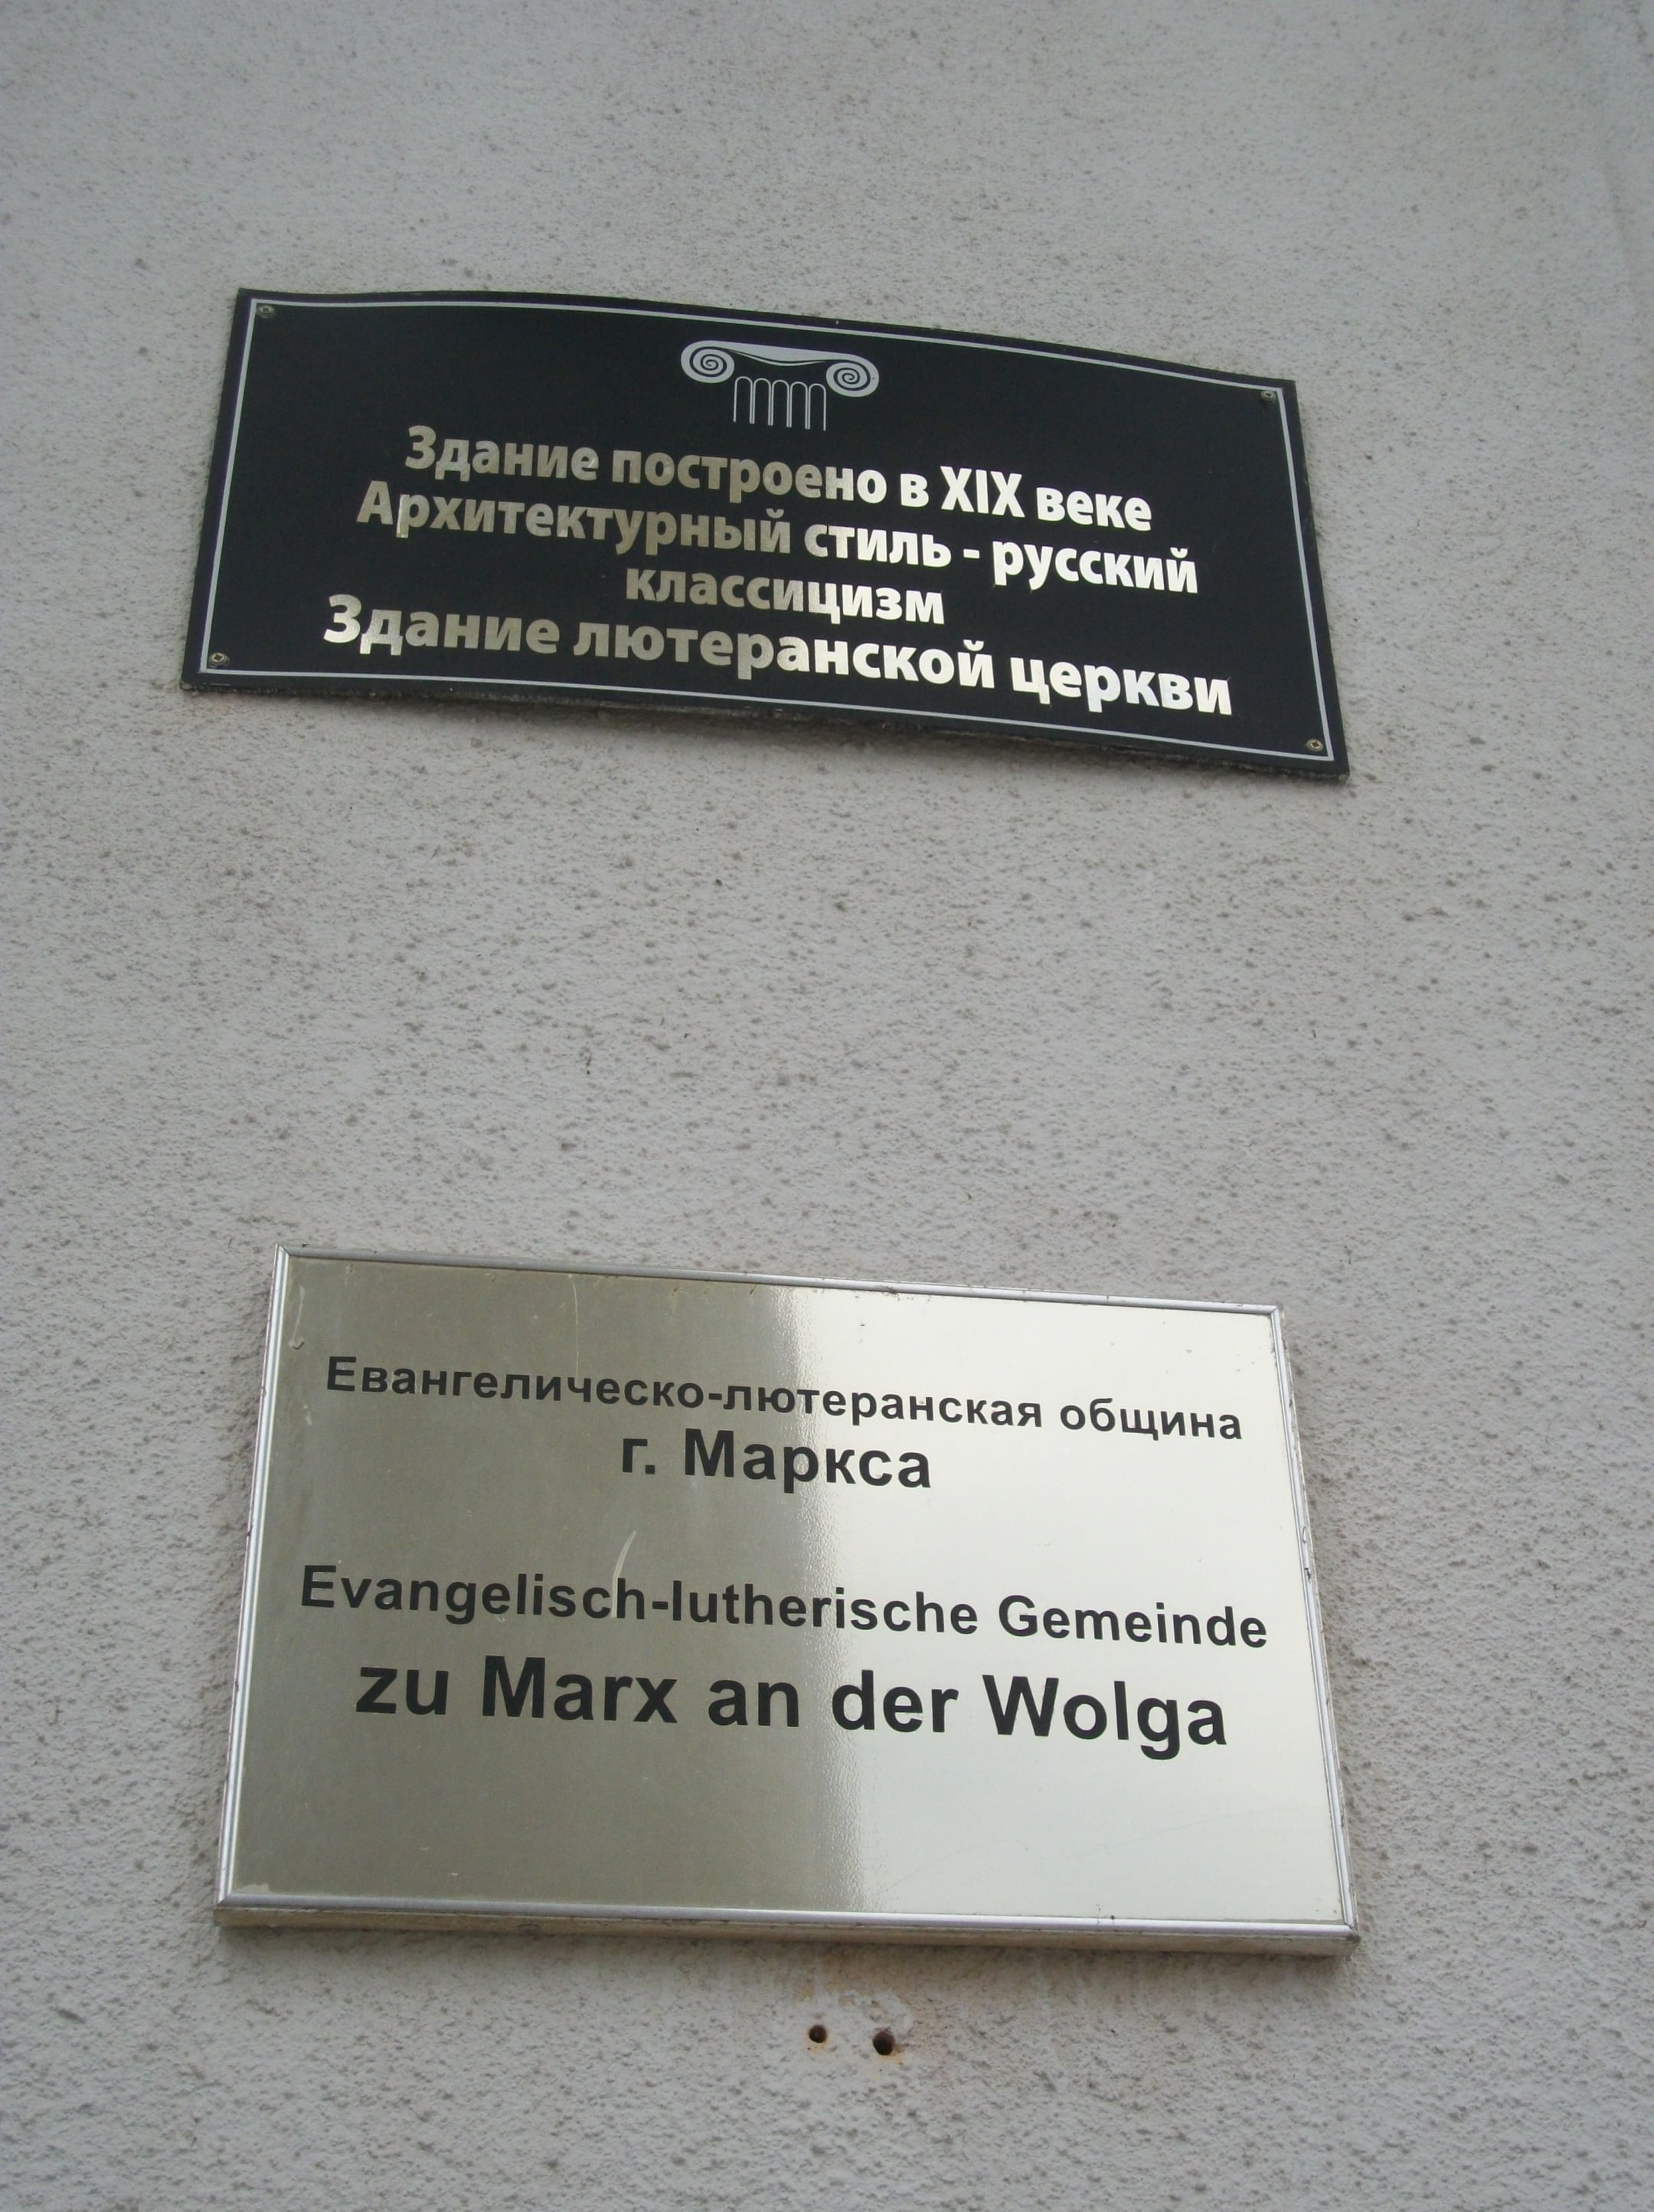 Здание построено в XIX веке
Архитектурный стиль - русский
классицизм
Здание лютеранской церкви
Евангелическо-лютеранская община
г. Маркса
Evangelisch-lutherische Gemeinde
zu Marx an der Wolga